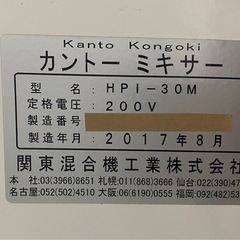 Kanto Kongoki
カントー ミキサー
型名: HPI-30M
定格電圧: 200V
製造番号
製造年月: 2017年8月
関東混合機工業株式会
本社 03(3966)8651 札幌 011(868)3666 仙台 022(390)47
名古屋 052(502)4510 大阪 06(6190)0555 福岡 092(482)53